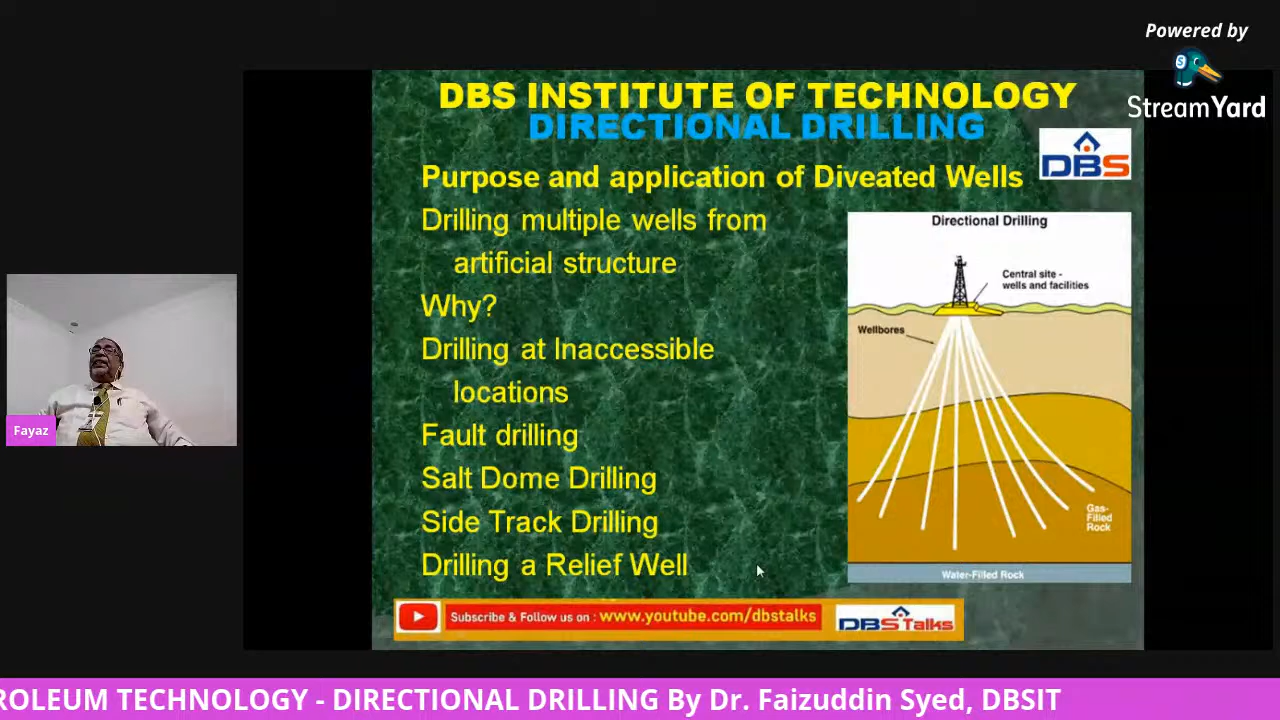 Powered by
StreamYard
DBS INSTITUTE OF TECHNOLOGY
DIRECTIONAL DRILLING
DBS
Purpose and application of Diveated Wells
Drilling multiple wells from
artificial structure
Why?
Drilling at Inaccessible
locations
Fault drilling
Salt Dome Drilling
Side Track Drilling
Drilling a Relief Well
Directional Drilling
Central site -
wells and facilities
Wellbores
Gas-
Filled
Rock
Water-Filled Rock
Fayaz
Subscribe & Follow us on : www.youtube.com/dbstalks
DBS Talks
ROLEUM TECHNOLOGY - DIRECTIONAL DRILLING By Dr. Faizuddin Syed, DBSIT